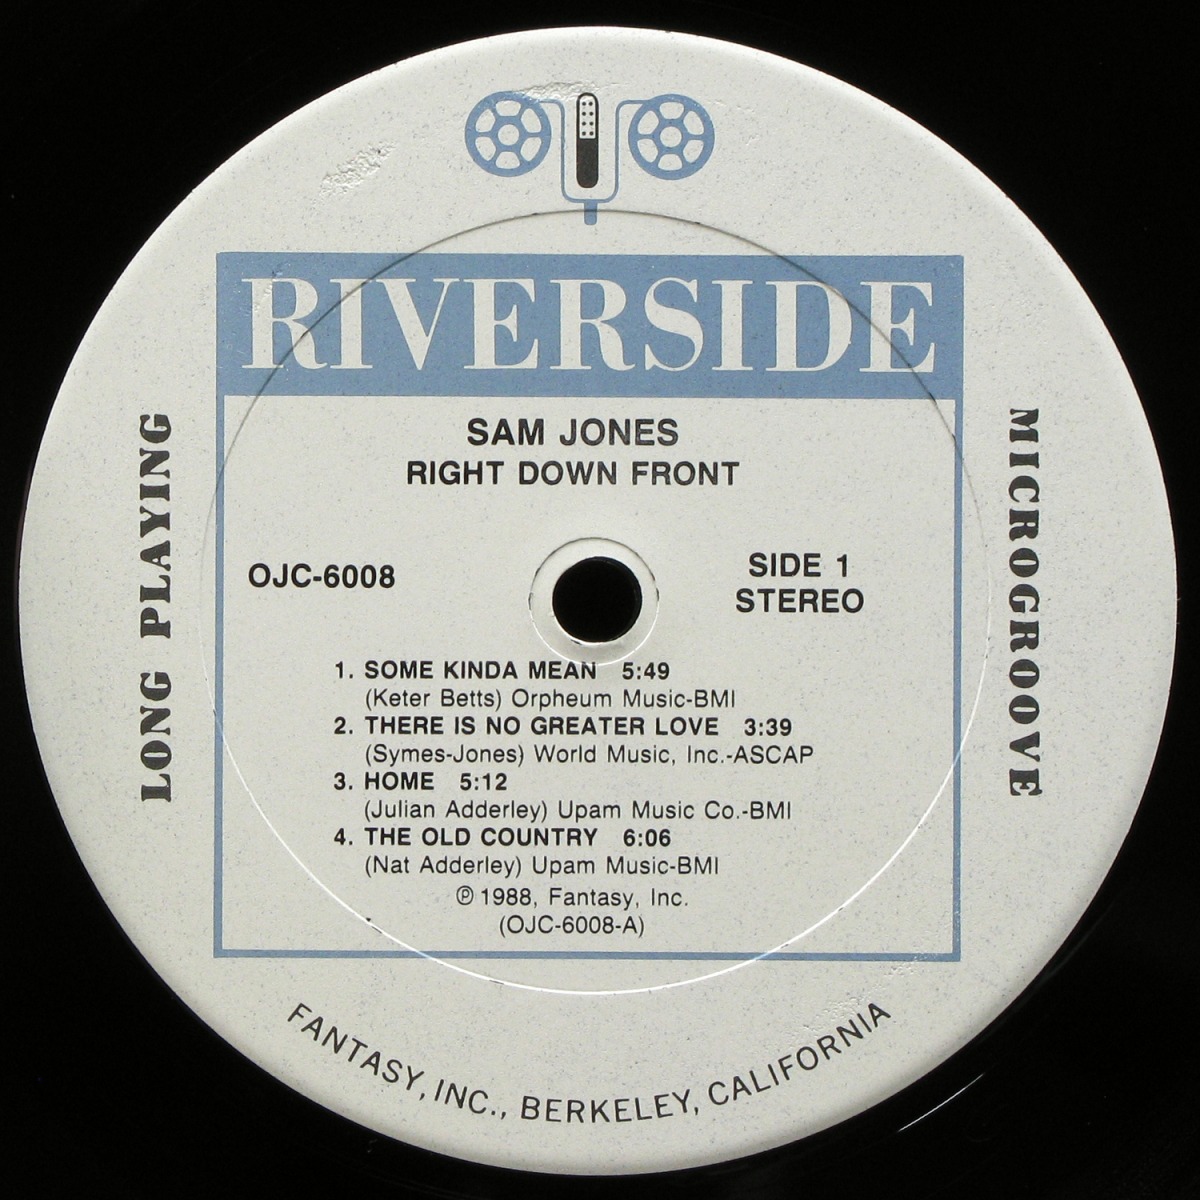 RIVERSIDE
SAM JONES
RIGHT DOWN FRONT
LONG PLAYING
MICROGROOVE
OJC-6008
SIDE 1
STEREO
1. SOME KINDA MEAN 5:49
(Keter Betts) Orpheum Music-BMI
2. THERE IS NO GREATER LOVE 3:39
(Symes-Jones) World Music, Inc.-ASCAP
3. HOME 5:12
(Julian Adderley) Upam Music Co.-BMI
4. THE OLD COUNTRY 6:06
(Nat Adderley) Upam Music-BMI
℗ 1988, Fantasy, Inc.
(OJC-6008-A)
FANTASY, INC., BERKELEY, CALIFORNIA